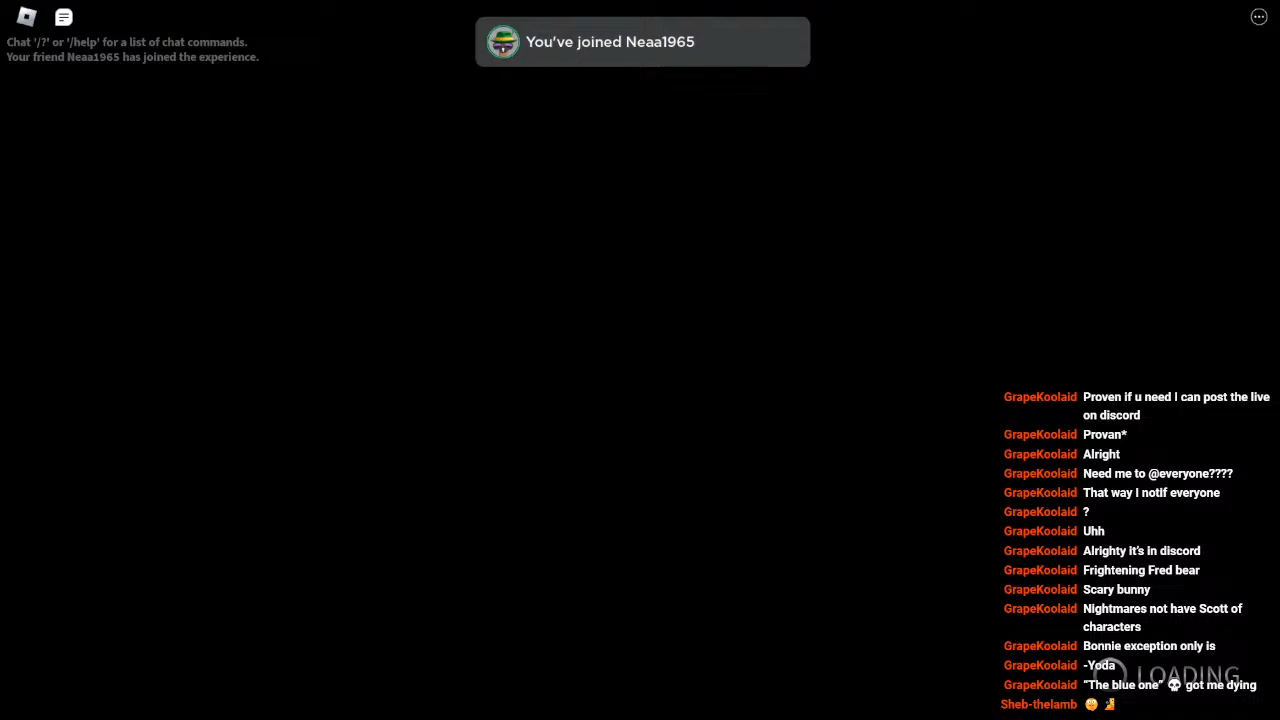 You've joined Neaa1965
Chat '/?' or '/help' for a list of chat commands.
Your friend Neaa1965 has joined the experience.
GrapeKoolaid Proven if u need I can post the live
on discord
GrapeKoolaid Provan*
GrapeKoolaid Alright
GrapeKoolaid Need me to @everyone????
GrapeKoolaid That way I notif everyone
GrapeKoolaid ?
GrapeKoolaid Uhh
GrapeKoolaid Alrighty it's in discord
GrapeKoolaid Frightening Fred bear
GrapeKoolaid Scary bunny
GrapeKoolaid Nightmares not have Scott of
characters
GrapeKoolaid Bonnie exception only is
GrapeKoolaid -Yoda
LOADING
GrapeKoolaid “The blue one” 💀 got me dying
Sheb-thelamb